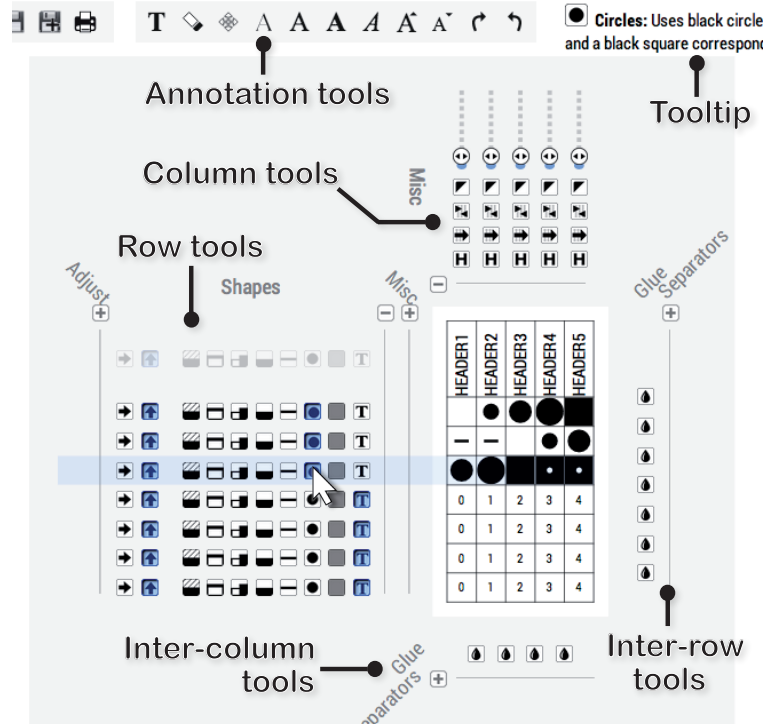 T A A A A A A
Circles: Uses black circle
and a black square correspond
Annotation tools
Tooltip
Column tools
Misc
H H H H H
Row tools
Adjust
Shapes
Misc
Glue
Separators
HEADER1 HEADER2 HEADER3 HEADER4 HEADER5
T
T
T
T
T
0 1 2 3 4
T
0 1 2 3 4
T
0 1 2 3 4
T
0 1 2 3 4
Inter-column
tools
Glue
eparators
Inter-row
tools